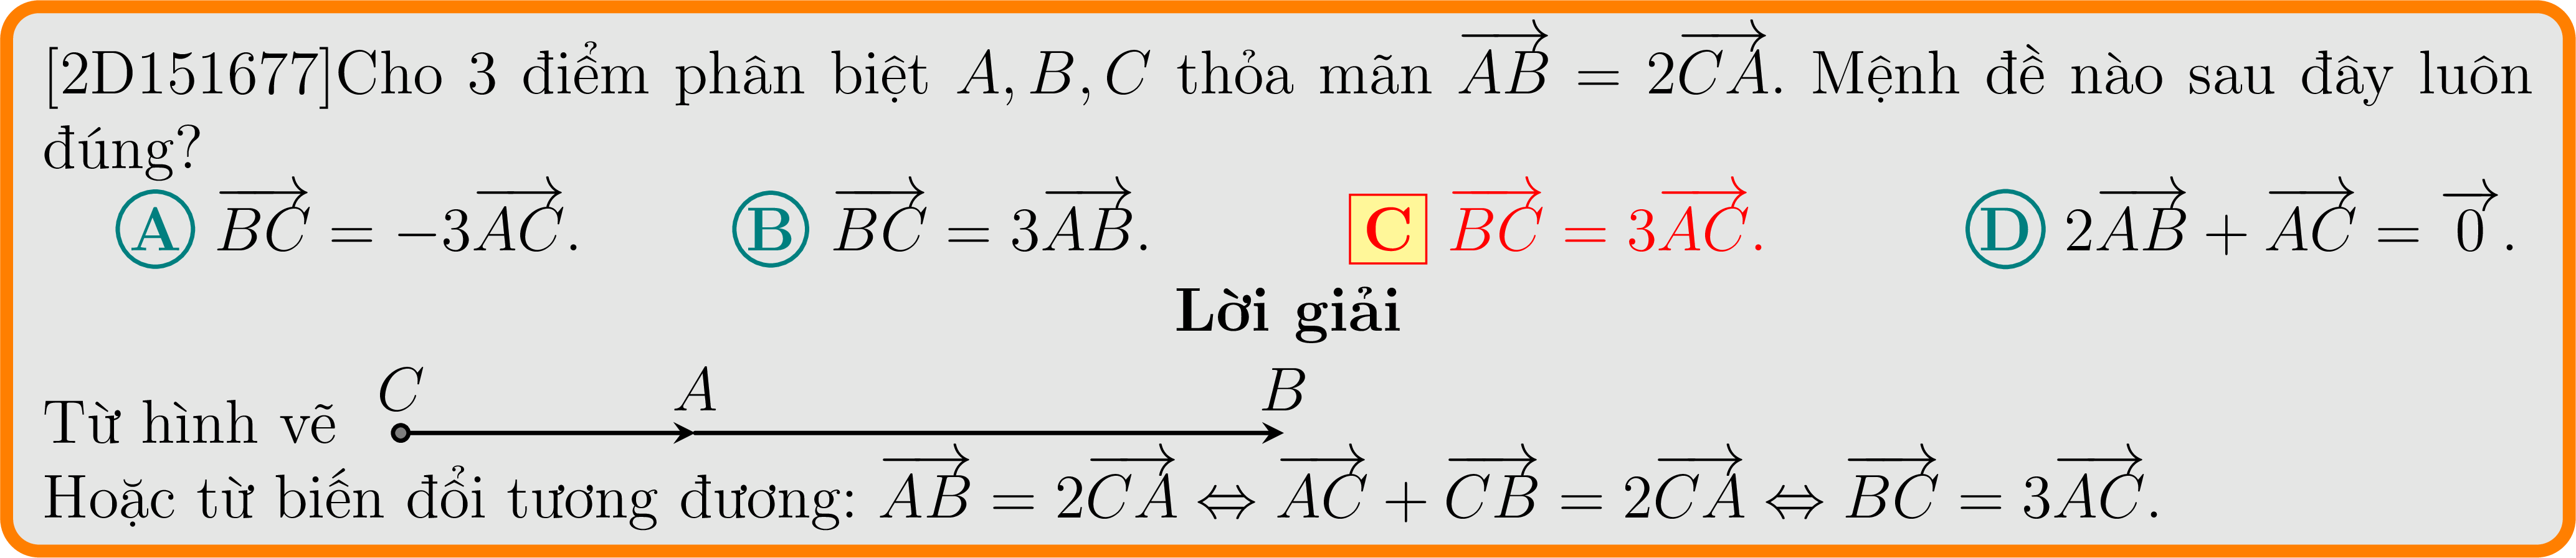 [2D151677]Cho 3 điểm phân biệt $A, B, C$ thỏa mãn $\overrightarrow{AB} = 2\overrightarrow{CA}$. Mệnh đề nào sau đây luôn
đúng?
A $\overrightarrow{BC} = -3\overrightarrow{AC}$. B $\overrightarrow{BC} = 3\overrightarrow{AB}$. C $\overrightarrow{BC} = 3\overrightarrow{AC}$. D $2\overrightarrow{AB} + \overrightarrow{AC} = \overrightarrow{0}$.
Lời giải
C A B
Từ hình vẽ
Hoặc từ biến đổi tương đương: $\overrightarrow{AB} = 2\overrightarrow{CA} \Leftrightarrow \overrightarrow{AC} + \overrightarrow{CB} = 2\overrightarrow{CA} \Leftrightarrow \overrightarrow{BC} = 3\overrightarrow{AC}$.